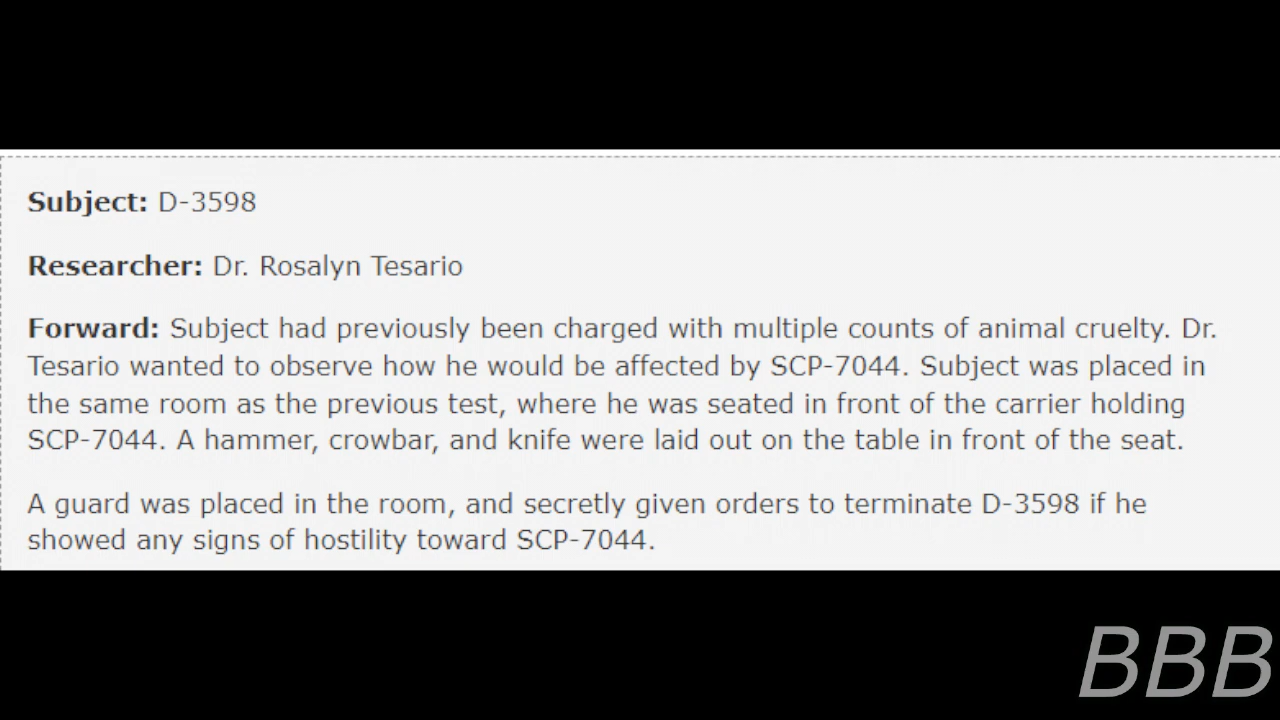 Subject: D-3598
Researcher: Dr. Rosalyn Tesario
Forward: Subject had previously been charged with multiple counts of animal cruelty. Dr.
Tesario wanted to observe how he would be affected by SCP-7044. Subject was placed in
the same room as the previous test, where he was seated in front of the carrier holding
SCP-7044. A hammer, crowbar, and knife were laid out on the table in front of the seat.
A guard was placed in the room, and secretly given orders to terminate D-3598 if he
showed any signs of hostility toward SCP-7044.
BBB